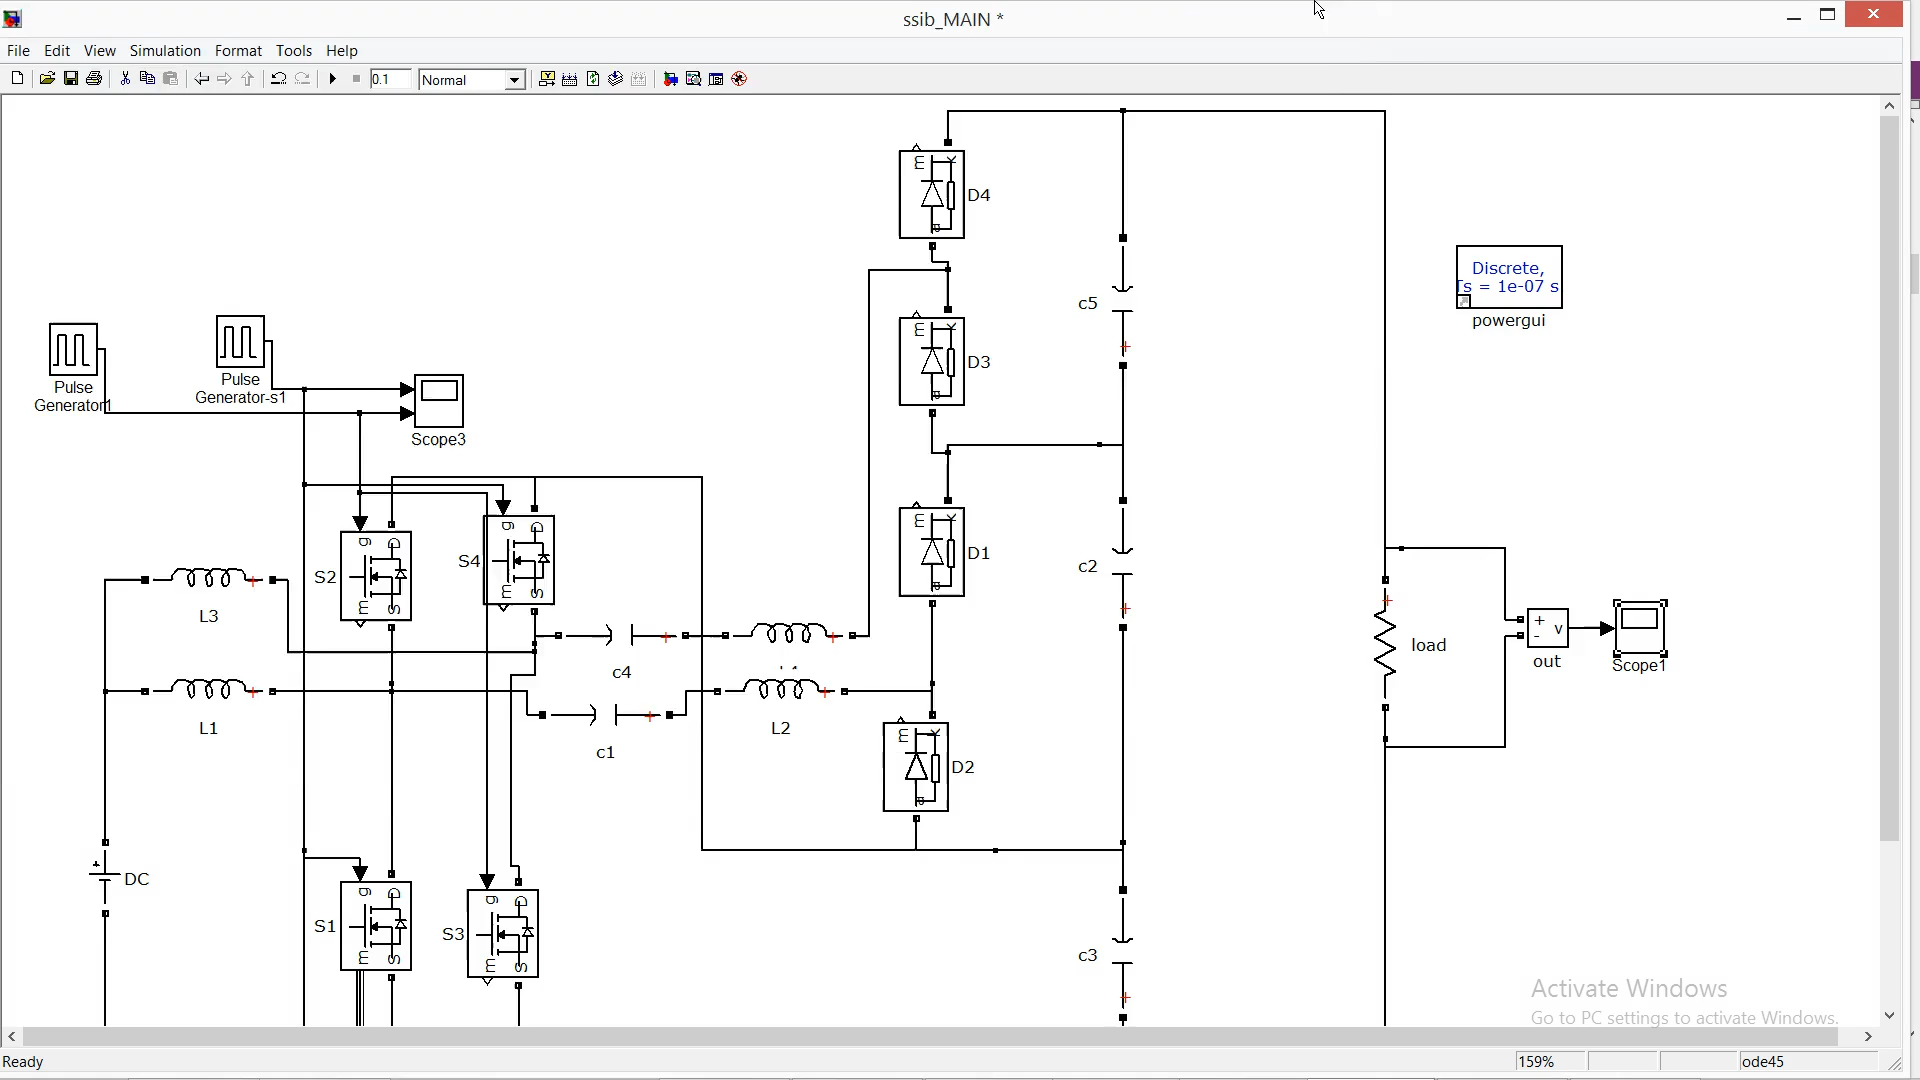 ssib_MAIN *
File Edit View Simulation Format Tools Help
0.1 Normal
m
k
a
D4
m
k
a
D3
m
k
a
D1
m
k
a
D2
c5
c2
c3
Discrete,
s = 1e-07 s
powergui
Pulse
Generator1
Pulse
Generator-s1
Scope3
g
D
m
S
S2
g
D
m
S
S4
L3
L1
c4
c1
L2
+
DC
g
D
m
S
S1
g
D
m
S
S3
load
+
-
v
out
Scope1
Activate Windows
Go to PC settings to activate Windows.
Ready 159% ode45